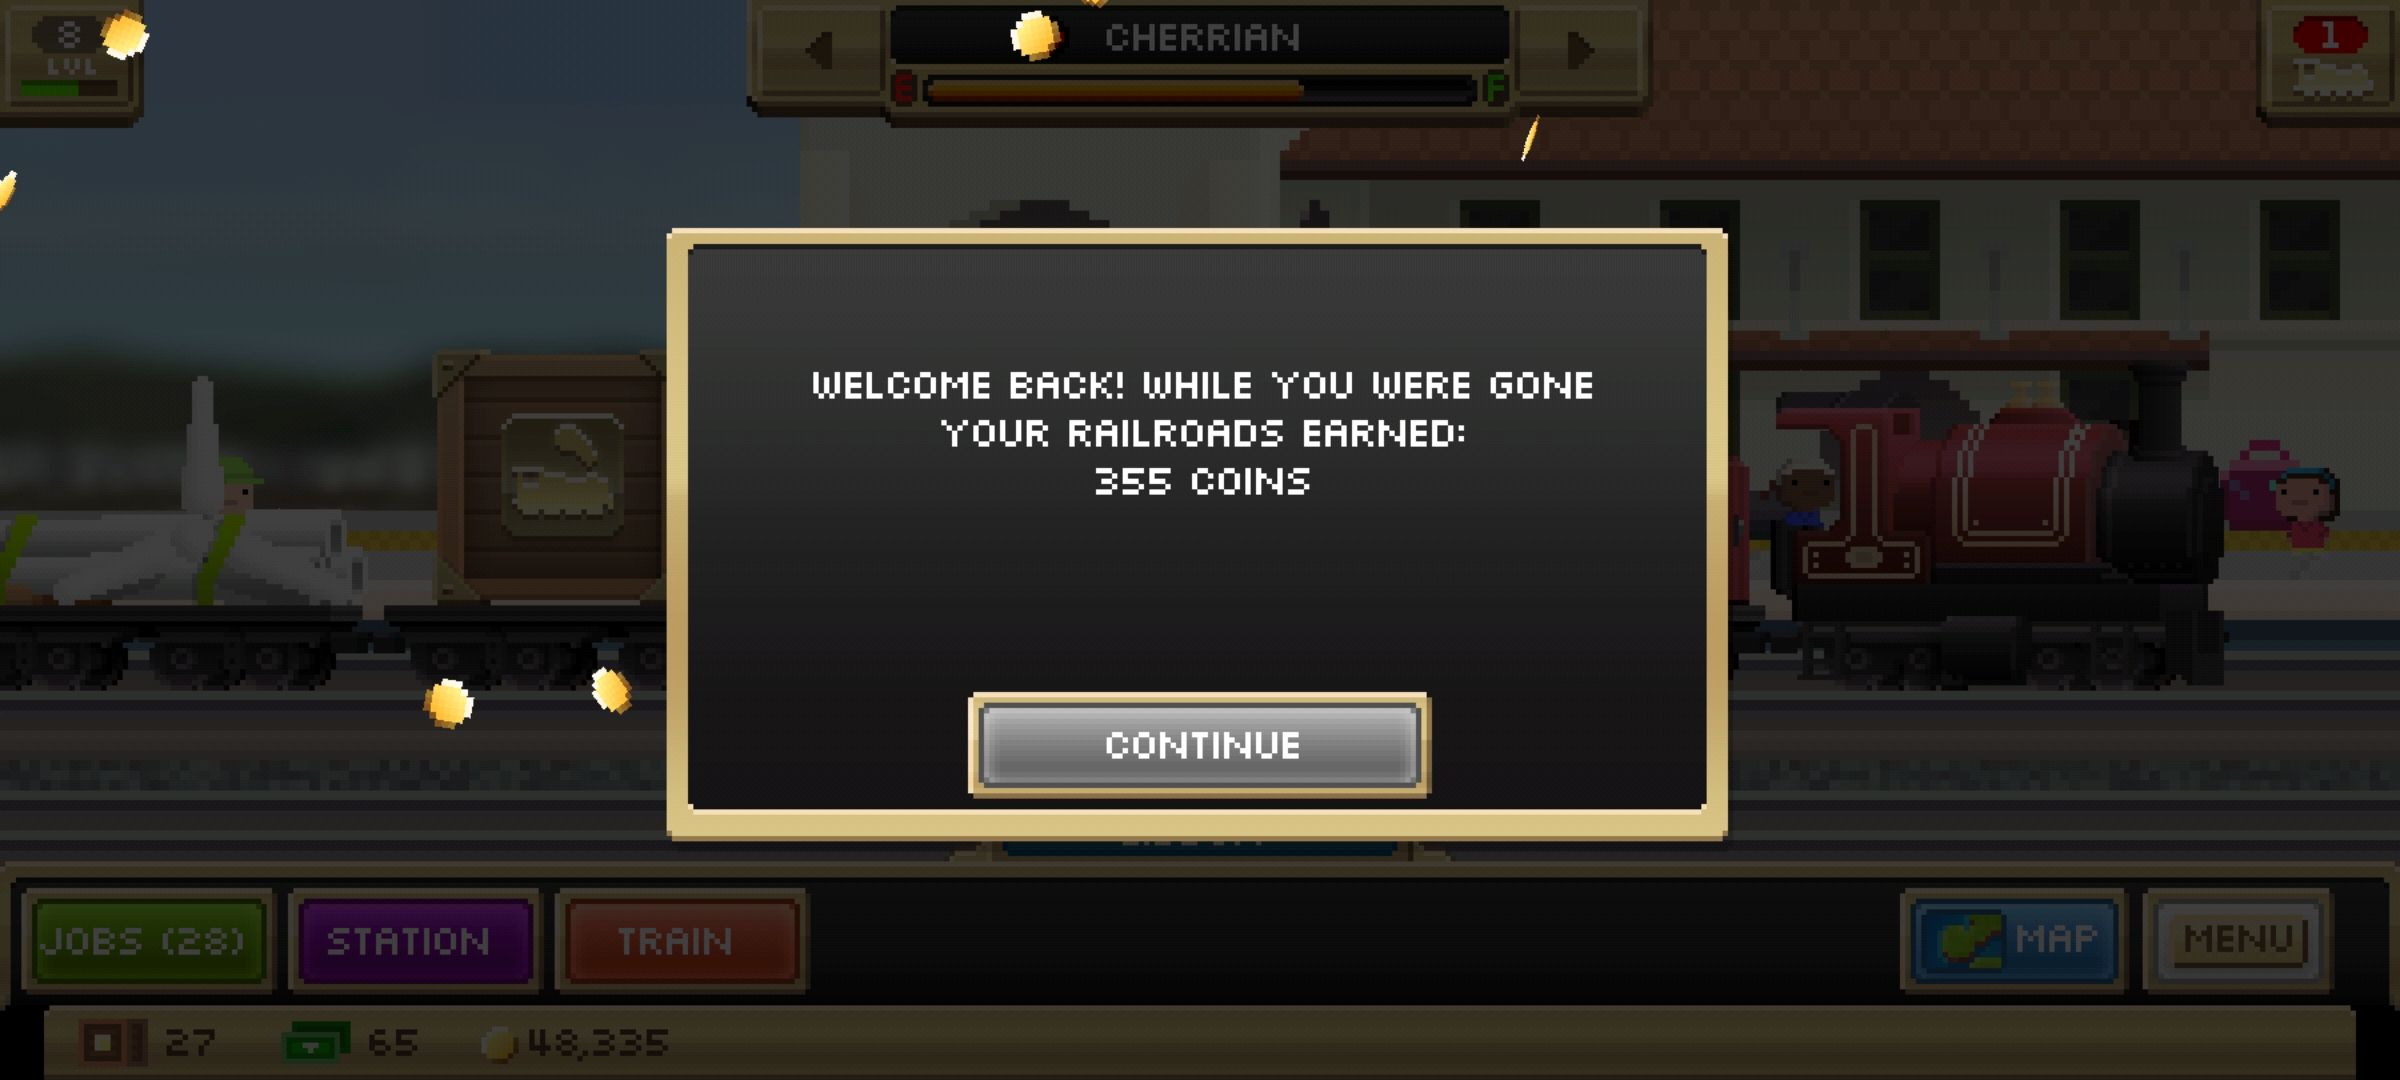 8
LVL
CHERRIAN
E
F
1
WELCOME BACK! WHILE YOU WERE GONE
YOUR RAILROADS EARNED:
355 COINS
CONTINUE
JOBS (28)
STATION
TRAIN
MAP
MENU
27
65
48,335